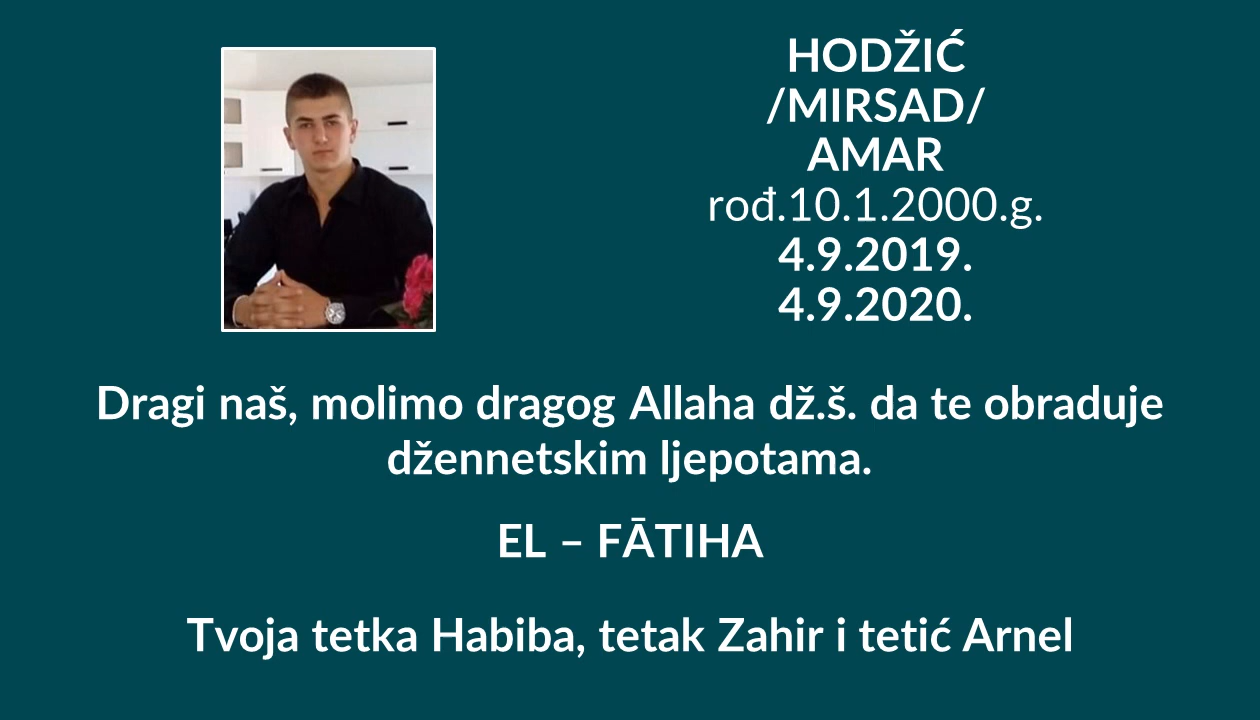 HODŽIĆ
/MIRSAD/
AMAR
rođ.10.1.2000.g.
4.9.2019.
4.9.2020.
Dragi naš, molimo dragog Allaha dž.š. da te obraduje
džennetskim ljepotama.
EL – FĀTIHA
Tvoja tetka Habiba, tetak Zahir i tetić Arnel